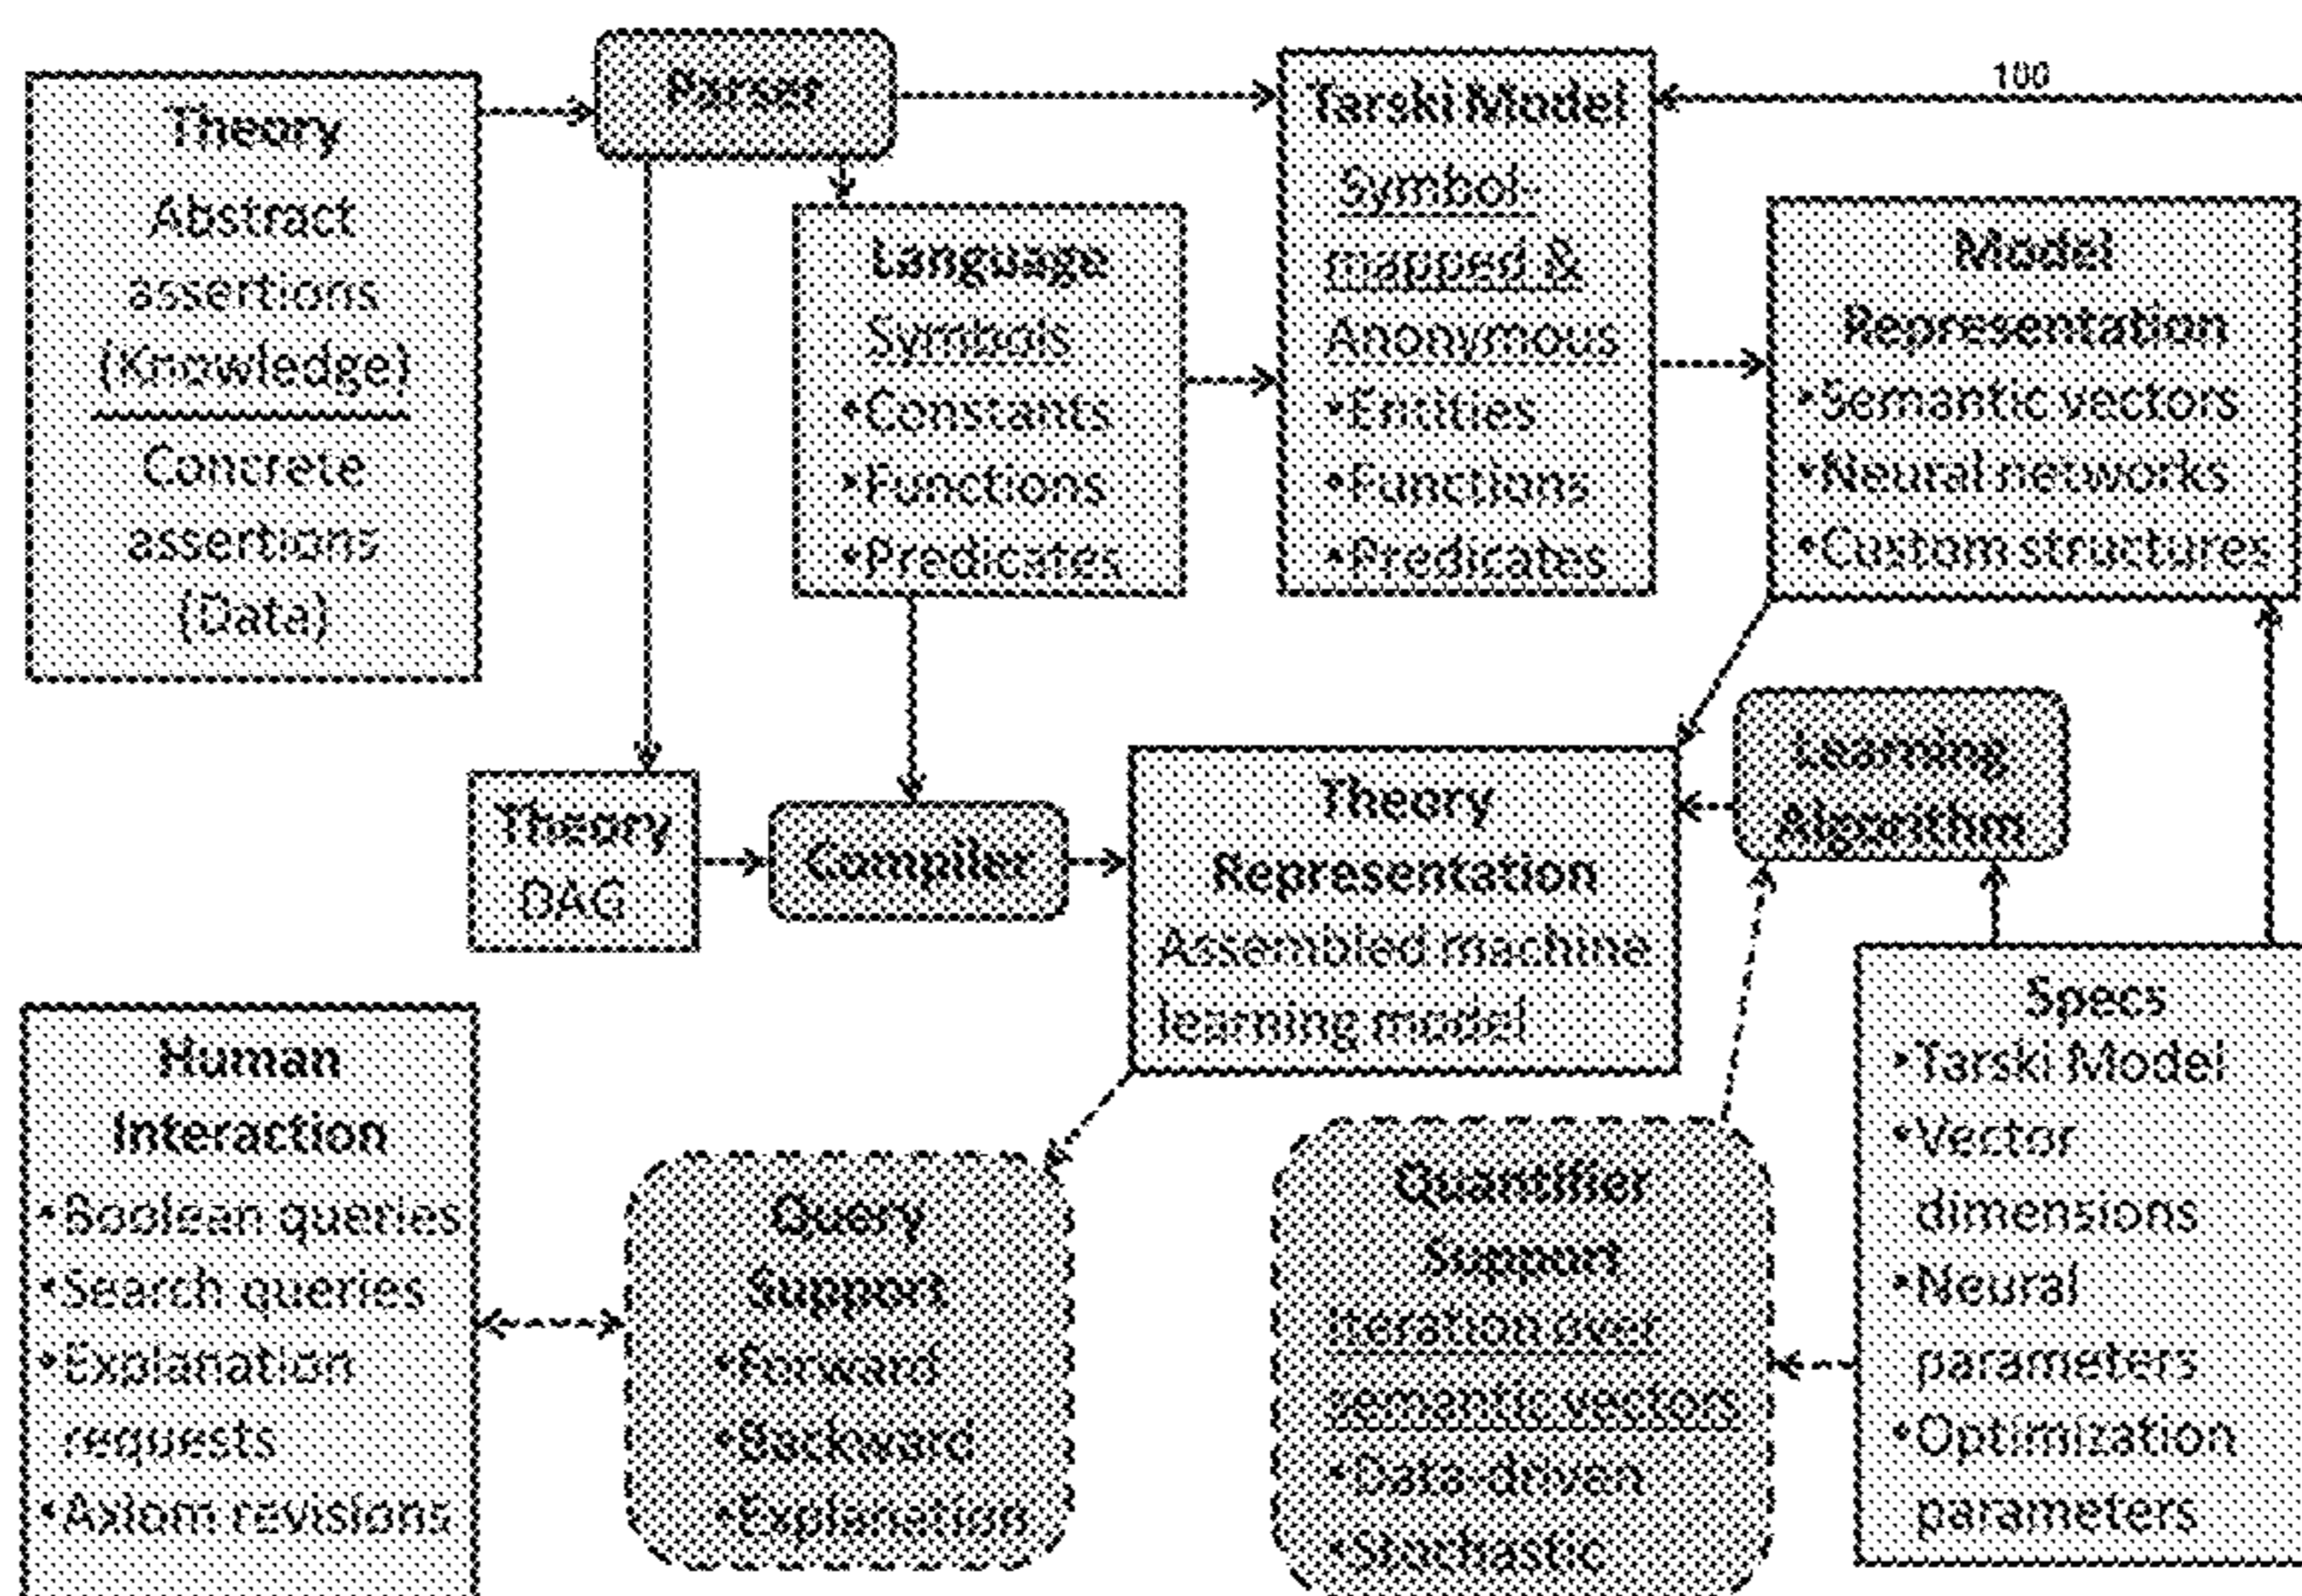 Theory
Abstract
assertions
(Knowledge)
Concrete
assertions
(Data)
Parser
Language
Symbols
•Constants
•Functions
•Predicates
Tarski Model
Symbol-
mapped &
Anonymous
•Entities
•Functions
•Predicates
100
Model
Representation
•Semantic vectors
•Neural networks
•Custom structures
Theory
DAG
Compiler
Theory
Representation
Assembled machine
learning model
Learning
Algorithm
Human
Interaction
•Boolean queries
•Search queries
•Explanation
requests
•Axiom revisions
Query
Support
•Forward
•Backward
•Explanation
Quantifier
Support
Iteration over
semantic vectors
•Data-driven
•Stochastic
Specs
•Tarski Model
•Vector
dimensions
•Neural
parameters
•Optimization
parameters